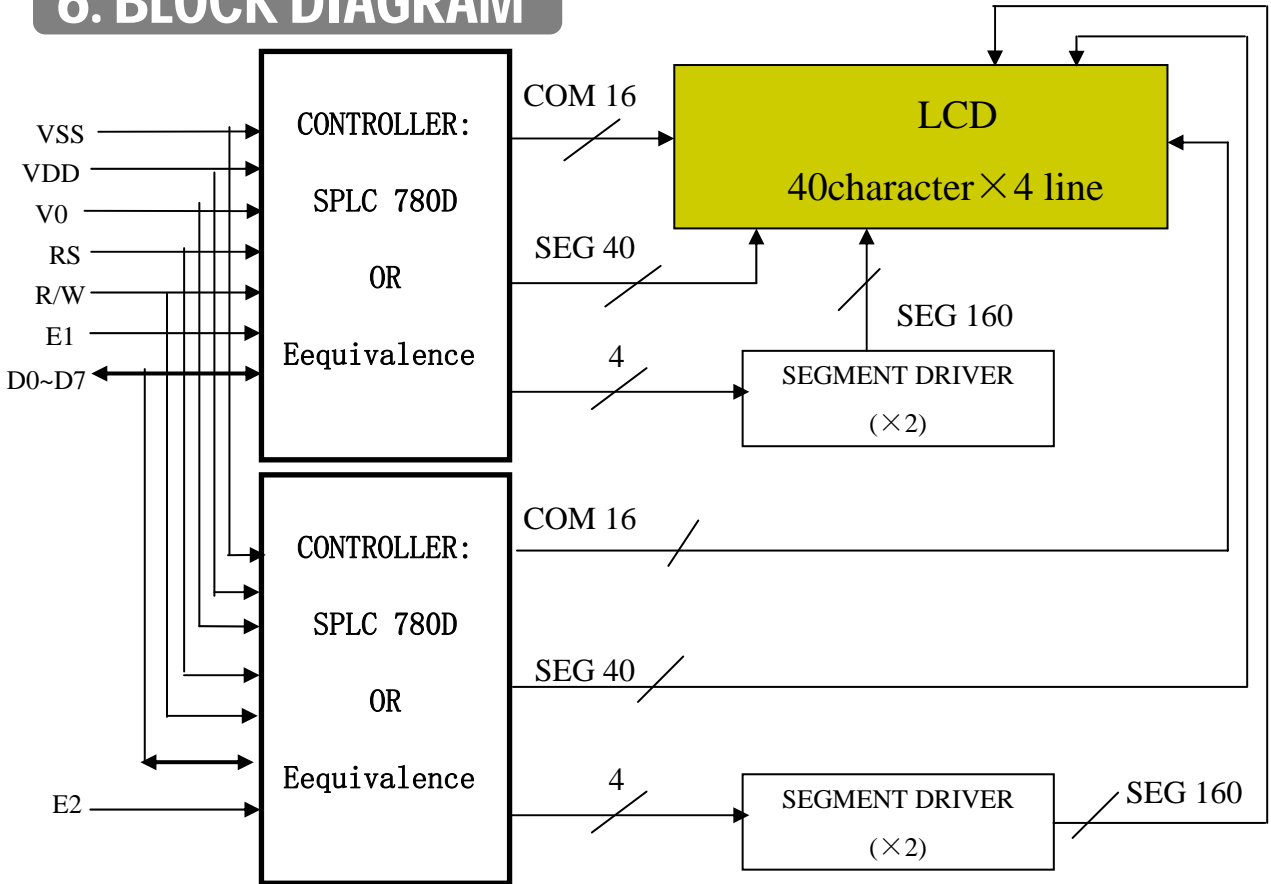 6. BLOCK DIAGRAM
VSS
VDD
V0
RS
R/W
E1
D0~D7
CONTROLLER:
SPLC 780D
OR
Eequivalence
COM 16
SEG 40
4
LCD
40character×4 line
SEG 160
SEGMENT DRIVER
(×2)
E2
CONTROLLER:
SPLC 780D
OR
Eequivalence
COM 16
SEG 40
4
SEGMENT DRIVER
(×2)
SEG 160